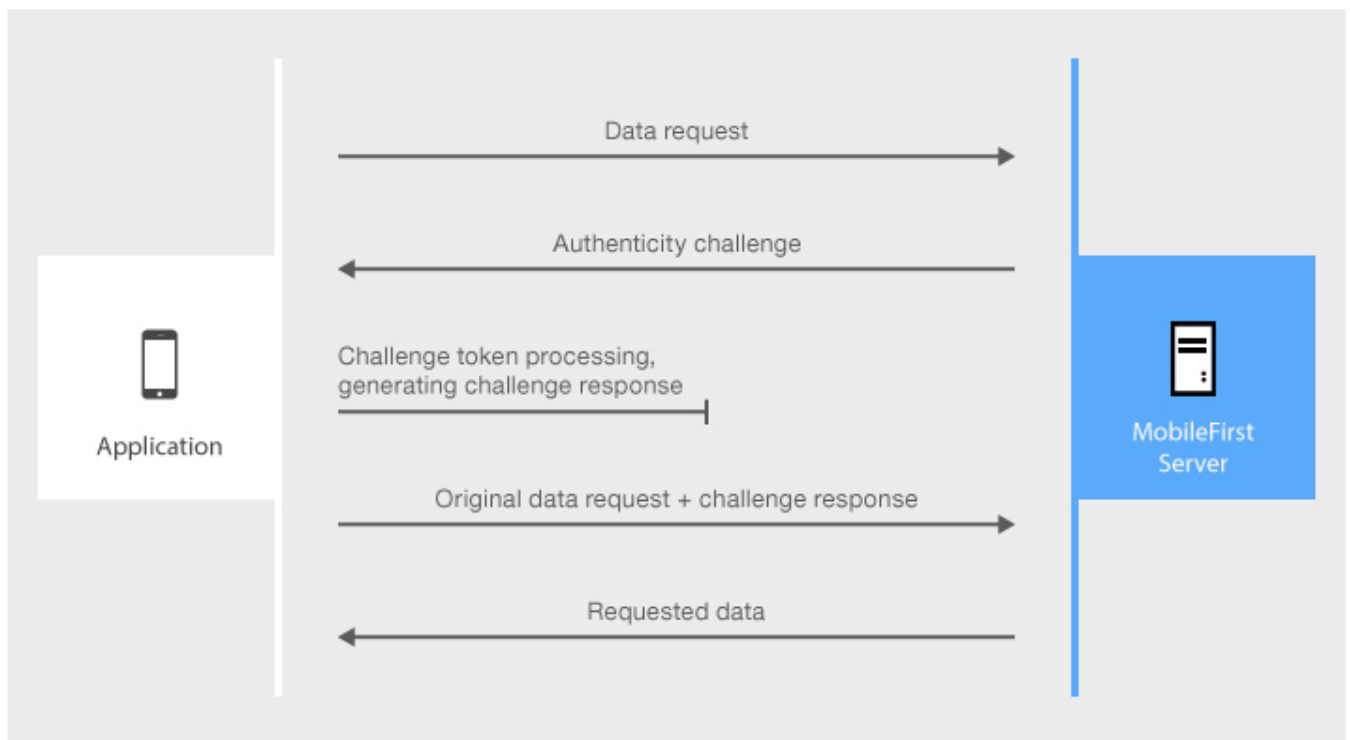 Data request
Authenticity challenge
Challenge token processing,
generating challenge response
Application
MobileFirst
Server
Original data request + challenge response
Requested data